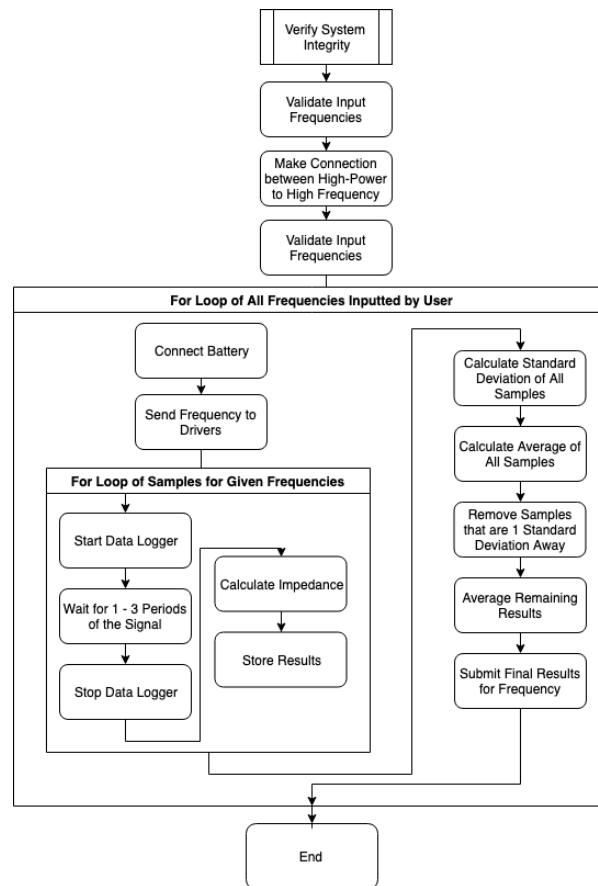 Verify System
Integrity
Validate Input
Frequencies
Make Connection
between High-Power
to High Frequency
Validate Input
Frequencies
For Loop of All Frequencies Inputted by User
Connect Battery
Send Frequency to
Drivers
For Loop of Samples for Given Frequencies
Start Data Logger
Wait for 1 - 3 Periods
of the Signal
Stop Data Logger
Calculate Impedance
Store Results
Calculate Standard
Deviation of All
Samples
Calculate Average of
All Samples
Remove Samples
that are 1 Standard
Deviation Away
Average Remaining
Results
Submit Final Results
for Frequency
End